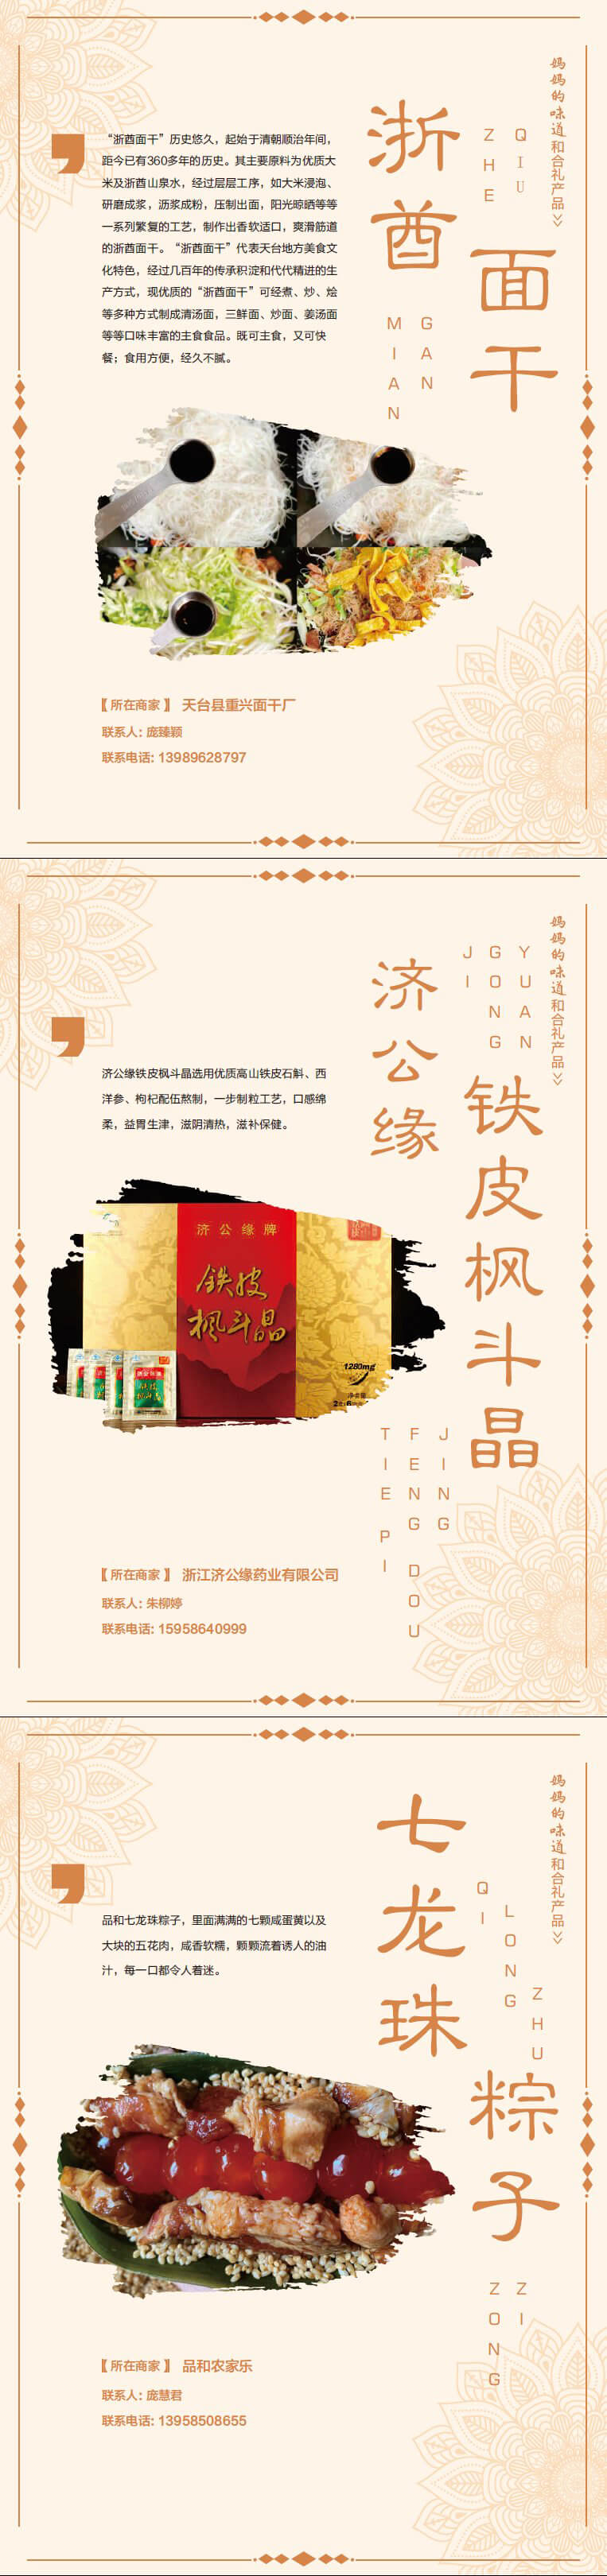 妈妈的味道和合礼产品
浙酋
ZHE
QIU
面干
MIAN
GAN
“浙酋面干”历史悠久，起始于清朝顺治年间，
距今已有360多年的历史。其主要原料为优质大
米及浙酋山泉水，经过层层工序，如大米浸泡、
研磨成浆，沥浆成粉，压制出面，阳光晾晒等等
一系列繁复的工艺，制作出香软适口，爽滑筋道
的浙酋面干。“浙酋面干”代表天台地方美食文
化特色，经过几百年的传承积淀和代代精进的生
产方式，现优质的“浙酋面干”可经煮、炒、烩
等多种方式制成清汤面，三鲜面、炒面、姜汤面
等等口味丰富的主食食品。既可主食，又可快
餐；食用方便，经久不腻。
【所在商家】 天台县重兴面干厂
联系人: 庞臻颖
联系电话: 13989628797
妈妈的味道和合礼产品
济公缘
JI
GONG
YUAN
铁皮枫斗晶
济公缘铁皮枫斗晶选用优质高山铁皮石斛、西
洋参、枸杞配伍熬制，一步制粒工艺，口感绵
柔，益胃生津，滋阴清热，滋补保健。
济公缘牌
铁皮
枫斗晶
1280mg
TIE PI
FENG DOU
JING
【所在商家】 浙江济公缘药业有限公司
联系人: 朱柳婷
联系电话: 15958640999
妈妈的味道和合礼产品
七龙珠
QI
LONG
ZHU
粽子
ZONG
ZI
品和七龙珠粽子，里面满满的七颗咸蛋黄以及
大块的五花肉，咸香软糯，颗颗流着诱人的油
汁，每一口都令人着迷。
【所在商家】 品和农家乐
联系人: 庞慧君
联系电话: 13958508655